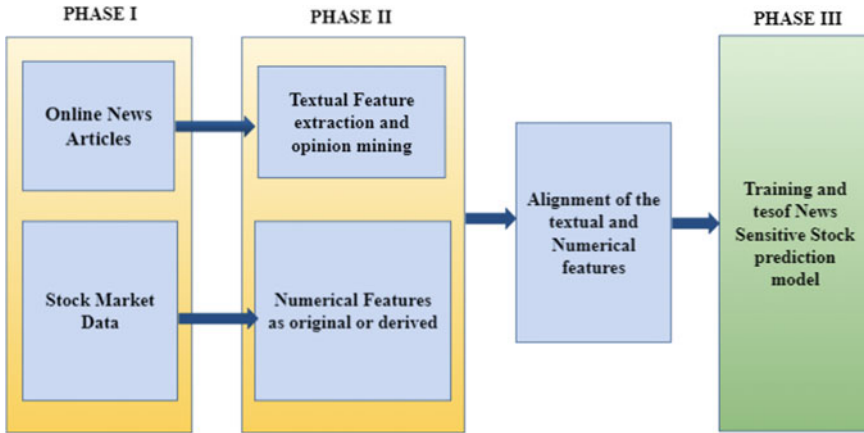 PHASE I
PHASE II
PHASE III
Online News
Articles
Textual Feature
extraction and
opinion mining
Stock Market
Data
Numerical Features
as original or derived
Alignment of the
textual and
Numerical
features
Training and
tesof News
Sensitive Stock
prediction
model